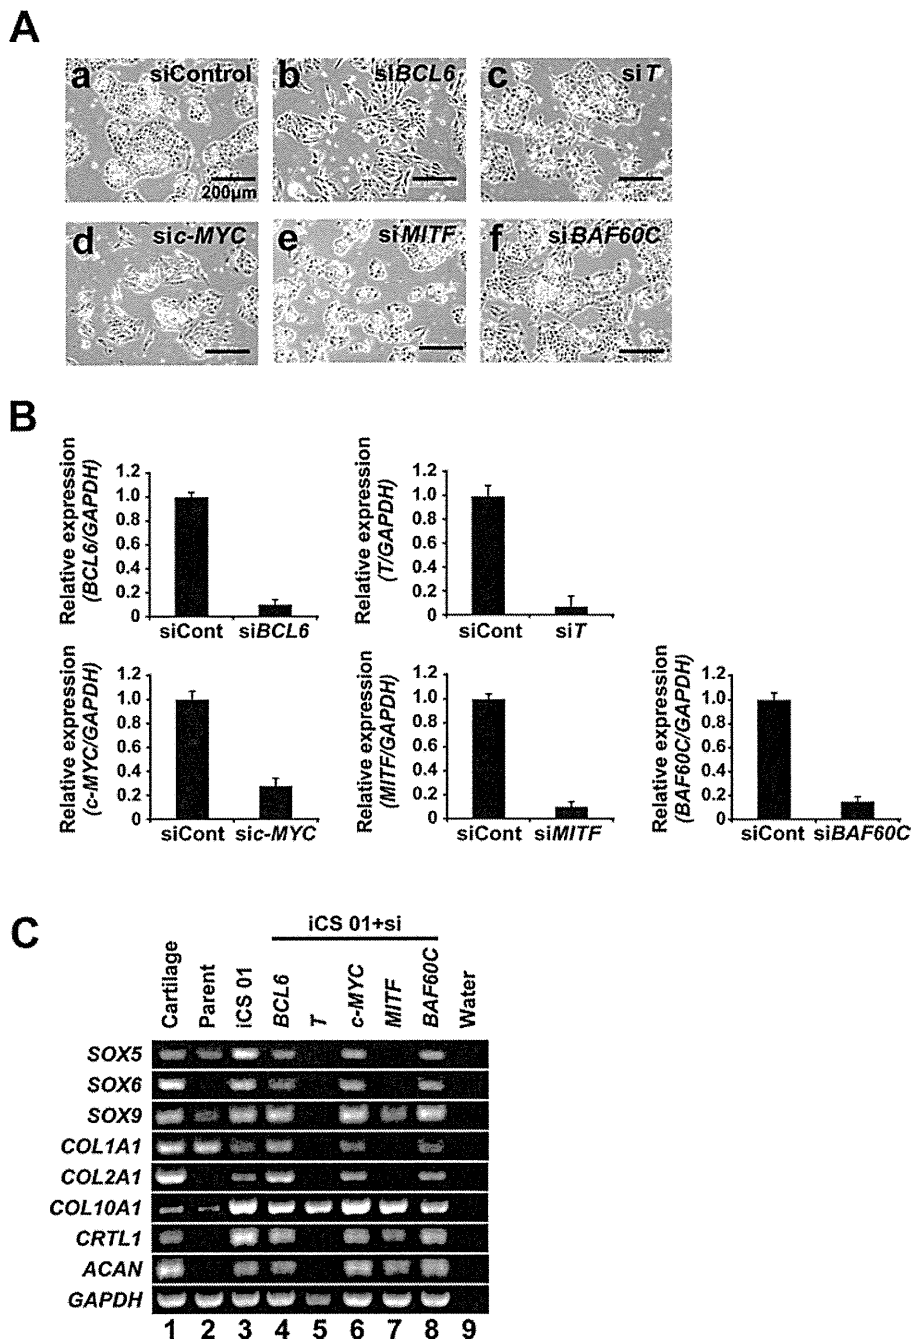 A
a siControl
b siBCL6
c siT
200µm
d sic-MYC
e siMITF
f siBAF60C
B
Relative expression
(BCL6/GAPDH)
1.2
1.0
0.8
0.6
0.4
0.2
0
siCont siBCL6
Relative expression
(T/GAPDH)
1.2
1.0
0.8
0.6
0.4
0.2
0
siCont siT
Relative expression
(c-MYC/GAPDH)
1.2
1.0
0.8
0.6
0.4
0.2
0
siCont sic-MYC
Relative expression
(MITF/GAPDH)
1.2
1.0
0.8
0.6
0.4
0.2
0
siCont siMITF
Relative expression
(BAF60C/GAPDH)
1.2
1.0
0.8
0.6
0.4
0.2
0
siCont siBAF60C
C
iCS 01+si
Cartilage Parent iCS 01 BCL6 T c-MYC MITF BAF60C Water
SOX5
SOX6
SOX9
COL1A1
COL2A1
COL10A1
CRTL1
ACAN
GAPDH
1 2 3 4 5 6 7 8 9